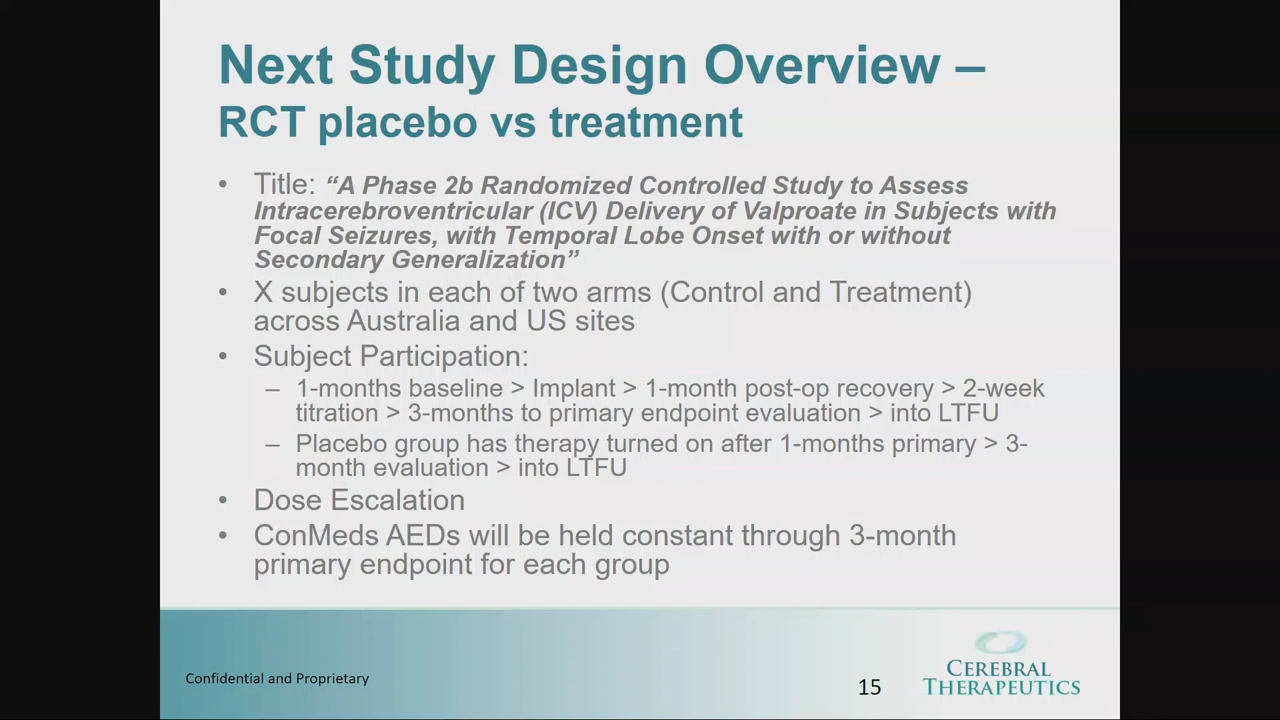 Next Study Design Overview –
RCT placebo vs treatment
• Title: “A Phase 2b Randomized Controlled Study to Assess
Intracerebroventricular (ICV) Delivery of Valproate in Subjects with
Focal Seizures, with Temporal Lobe Onset with or without
Secondary Generalization”
• X subjects in each of two arms (Control and Treatment)
across Australia and US sites
• Subject Participation:
– 1-months baseline > Implant > 1-month post-op recovery > 2-week
titration > 3-months to primary endpoint evaluation > into LTFU
– Placebo group has therapy turned on after 1-months primary > 3-
month evaluation > into LTFU
• Dose Escalation
• ConMeds AEDs will be held constant through 3-month
primary endpoint for each group
Confidential and Proprietary
15
CEREBRAL
THERAPEUTICS